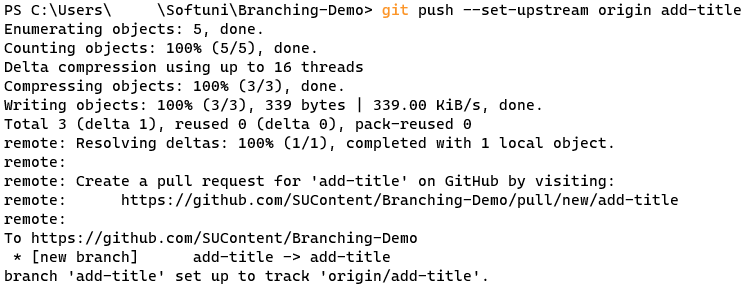 PS C:\Users\      \Softuni\Branching-Demo> git push --set-upstream origin add-title
Enumerating objects: 5, done.
Counting objects: 100% (5/5), done.
Delta compression using up to 16 threads
Compressing objects: 100% (3/3), done.
Writing objects: 100% (3/3), 339 bytes | 339.00 KiB/s, done.
Total 3 (delta 1), reused 0 (delta 0), pack-reused 0
remote: Resolving deltas: 100% (1/1), completed with 1 local object.
remote:
remote: Create a pull request for 'add-title' on GitHub by visiting:
remote:      https://github.com/SUContent/Branching-Demo/pull/new/add-title
remote:
To https://github.com/SUContent/Branching-Demo
 * [new branch]      add-title -> add-title
branch 'add-title' set up to track 'origin/add-title'.